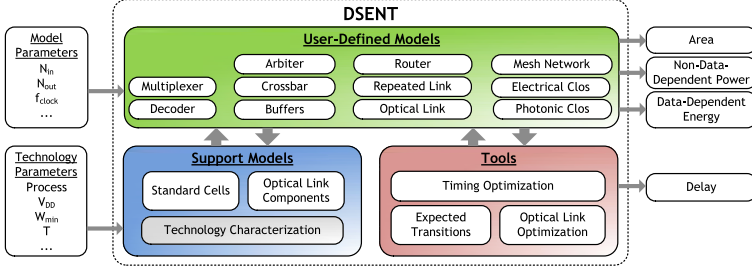 DSENT
Model
Parameters
Nin
Nout
fclock
...
User-Defined Models
Multiplexer
Decoder
Arbiter
Crossbar
Buffers
Router
Repeated Link
Optical Link
Mesh Network
Electrical Clos
Photonic Clos
Area
Non-Data-
Dependent Power
Data-Dependent
Energy
Technology
Parameters
Process
VDD
Wmin
T
...
Support Models
Standard Cells
Optical Link
Components
Technology Characterization
Tools
Timing Optimization
Expected
Transitions
Optical Link
Optimization
Delay